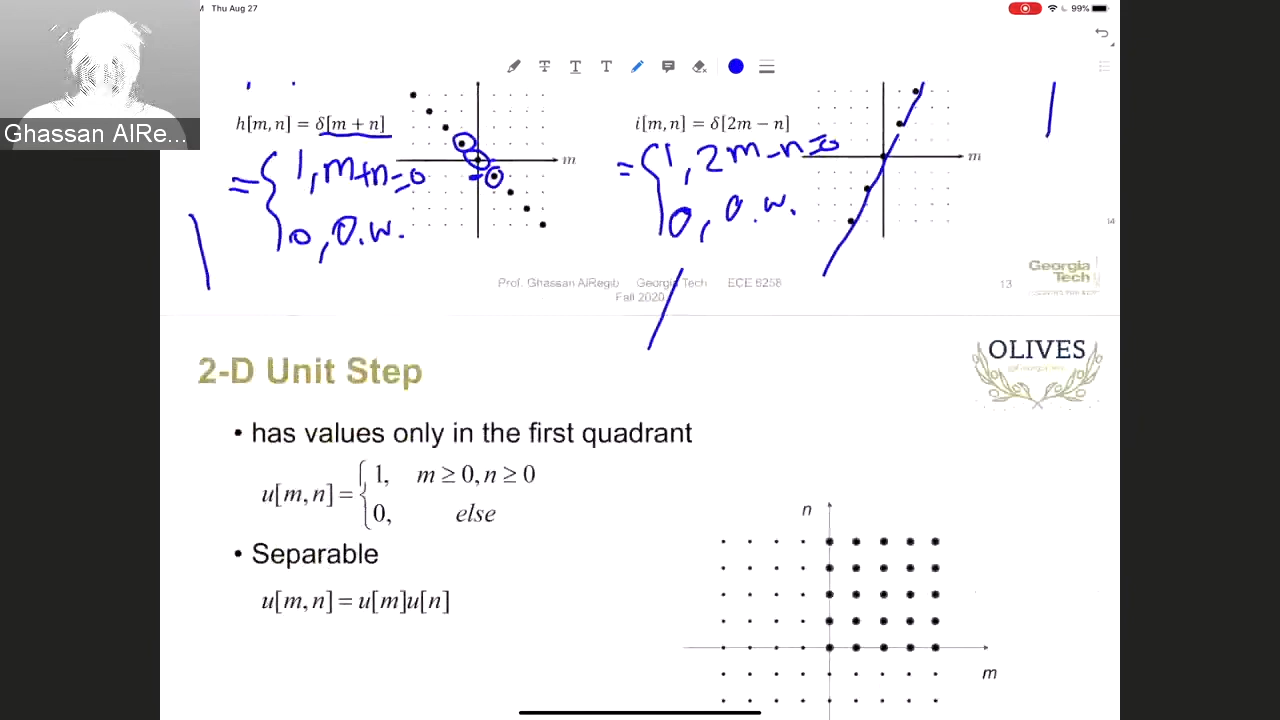 M Thu Aug 27
99%
T T T
Ghassan AlRe...
h[m, n] = δ[m + n]
= { 1, m+n=0
0, o.w.
m
i[m, n] = δ[2m − n]
= { 1, 2m-n=0
0, o.w.
m
14
Prof. Ghassan AlRegib Georgia Tech ECE 6258
Fall 2020
13
Georgia
Tech
2-D Unit Step
OLIVES
• has values only in the first quadrant
u[m, n] = { 1, m ≥ 0, n ≥ 0
0, else
• Separable
u[m, n] = u[m]u[n]
n
m